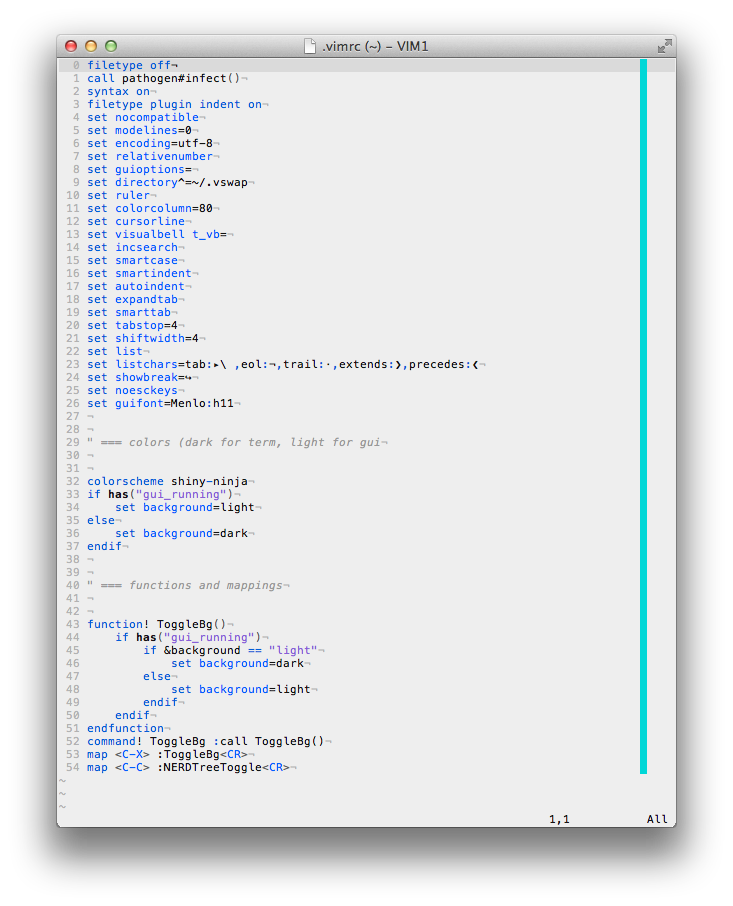 .vimrc (~) – VIM1
0 filetype off¬
1 call pathogen#infect()¬
2 syntax on¬
3 filetype plugin indent on¬
4 set nocompatible¬
5 set modelines=0¬
6 set encoding=utf-8¬
7 set relativenumber¬
8 set guioptions=¬
9 set directory^=~/.vswap¬
10 set ruler¬
11 set colorcolumn=80¬
12 set cursorline¬
13 set visualbell t_vb=¬
14 set incsearch¬
15 set smartcase¬
16 set smartindent¬
17 set autoindent¬
18 set expandtab¬
19 set smarttab¬
20 set tabstop=4¬
21 set shiftwidth=4¬
22 set list¬
23 set listchars=tab:▸\ ,eol:¬,trail:·,extends:❯,precedes:❮¬
24 set showbreak=↪¬
25 set noesckeys¬
26 set guifont=Menlo:h11¬
27 ¬
28 ¬
29 " === colors (dark for term, light for gui¬
30 ¬
31 ¬
32 colorscheme shiny-ninja¬
33 if has("gui_running")¬
34     set background=light¬
35 else¬
36     set background=dark¬
37 endif¬
38 ¬
39 ¬
40 " === functions and mappings¬
41 ¬
42 ¬
43 function! ToggleBg()¬
44     if has("gui_running")¬
45         if &background == "light"¬
46             set background=dark¬
47         else¬
48             set background=light¬
49         endif¬
50     endif¬
51 endfunction¬
52 command! ToggleBg :call ToggleBg()¬
53 map <C-X> :ToggleBg<CR>¬
54 map <C-C> :NERDTreeToggle<CR>¬
~
~
~
1,1 All